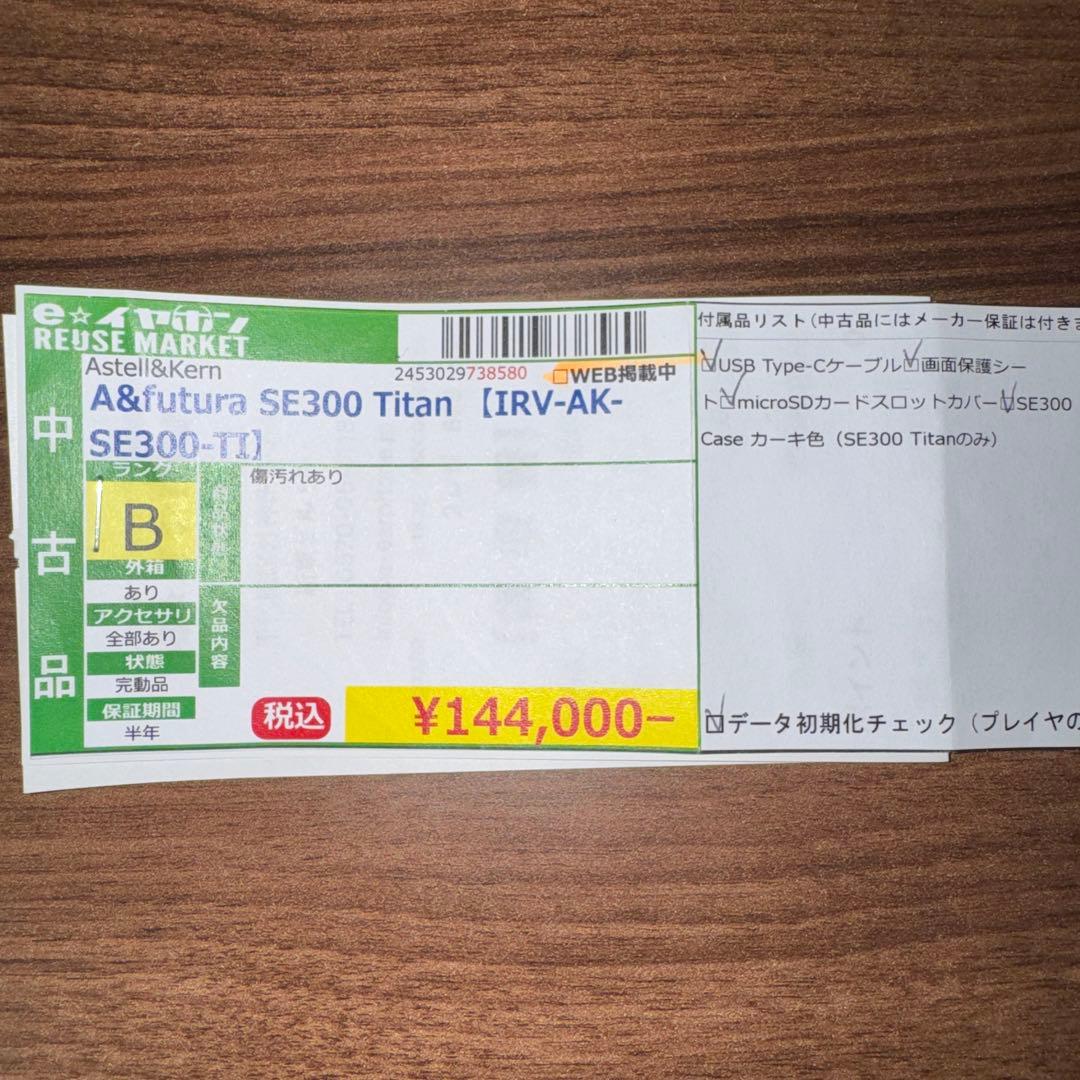 e☆イヤホン
REUSE MARKET
Astell&Kern
2453029738580
WEB掲載中
A&futura SE300 Titan 【IRV-AK-
SE300-TI】
中古品
ランク
B
外箱
あり
アクセサリ
全部あり
状態
完動品
保証期間
半年
傷汚れあり
欠品内容
税込
¥144,000−
付属品リスト(中古品にはメーカー保証は付きま
☑USB Type-Cケーブル☑画面保護シー
ト☑microSDカードスロットカバー☑SE300
Case カーキ色（SE300 Titanのみ）
☑データ初期化チェック（プレイヤの